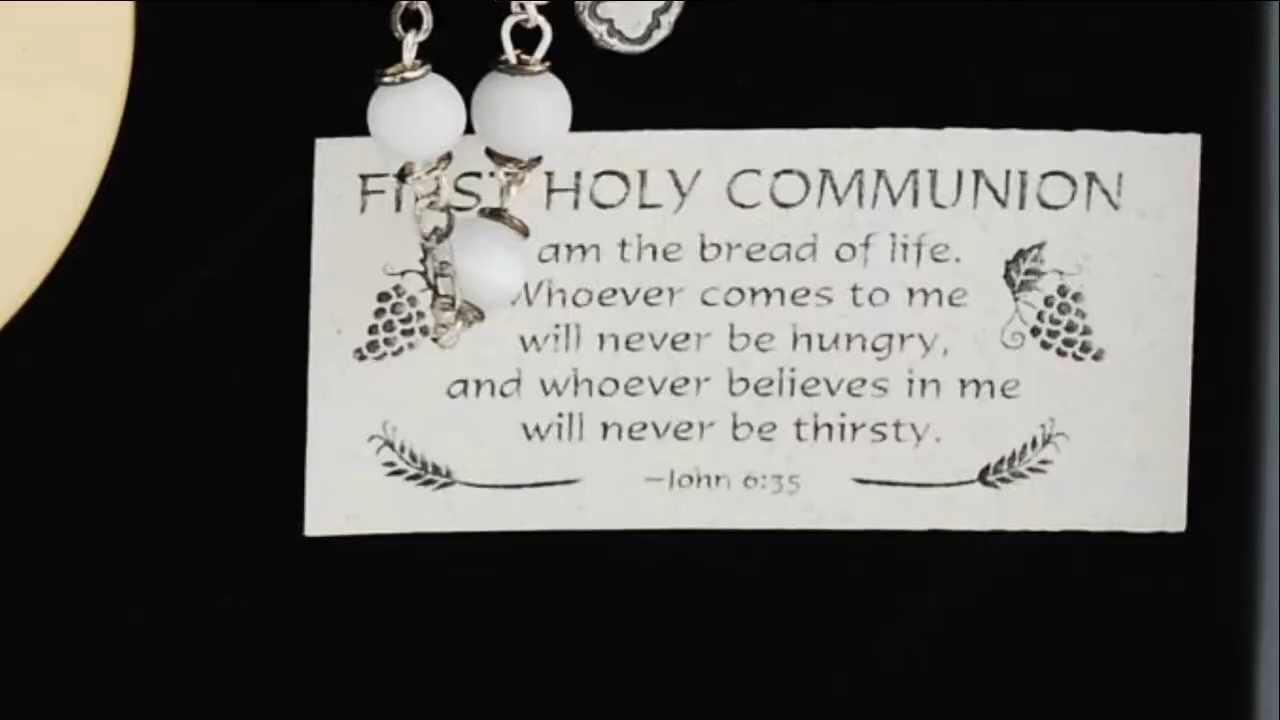 FIRST HOLY COMMUNION
am the bread of life.
Whoever comes to me
will never be hungry,
and whoever believes in me
will never be thirsty.
–John 6:35